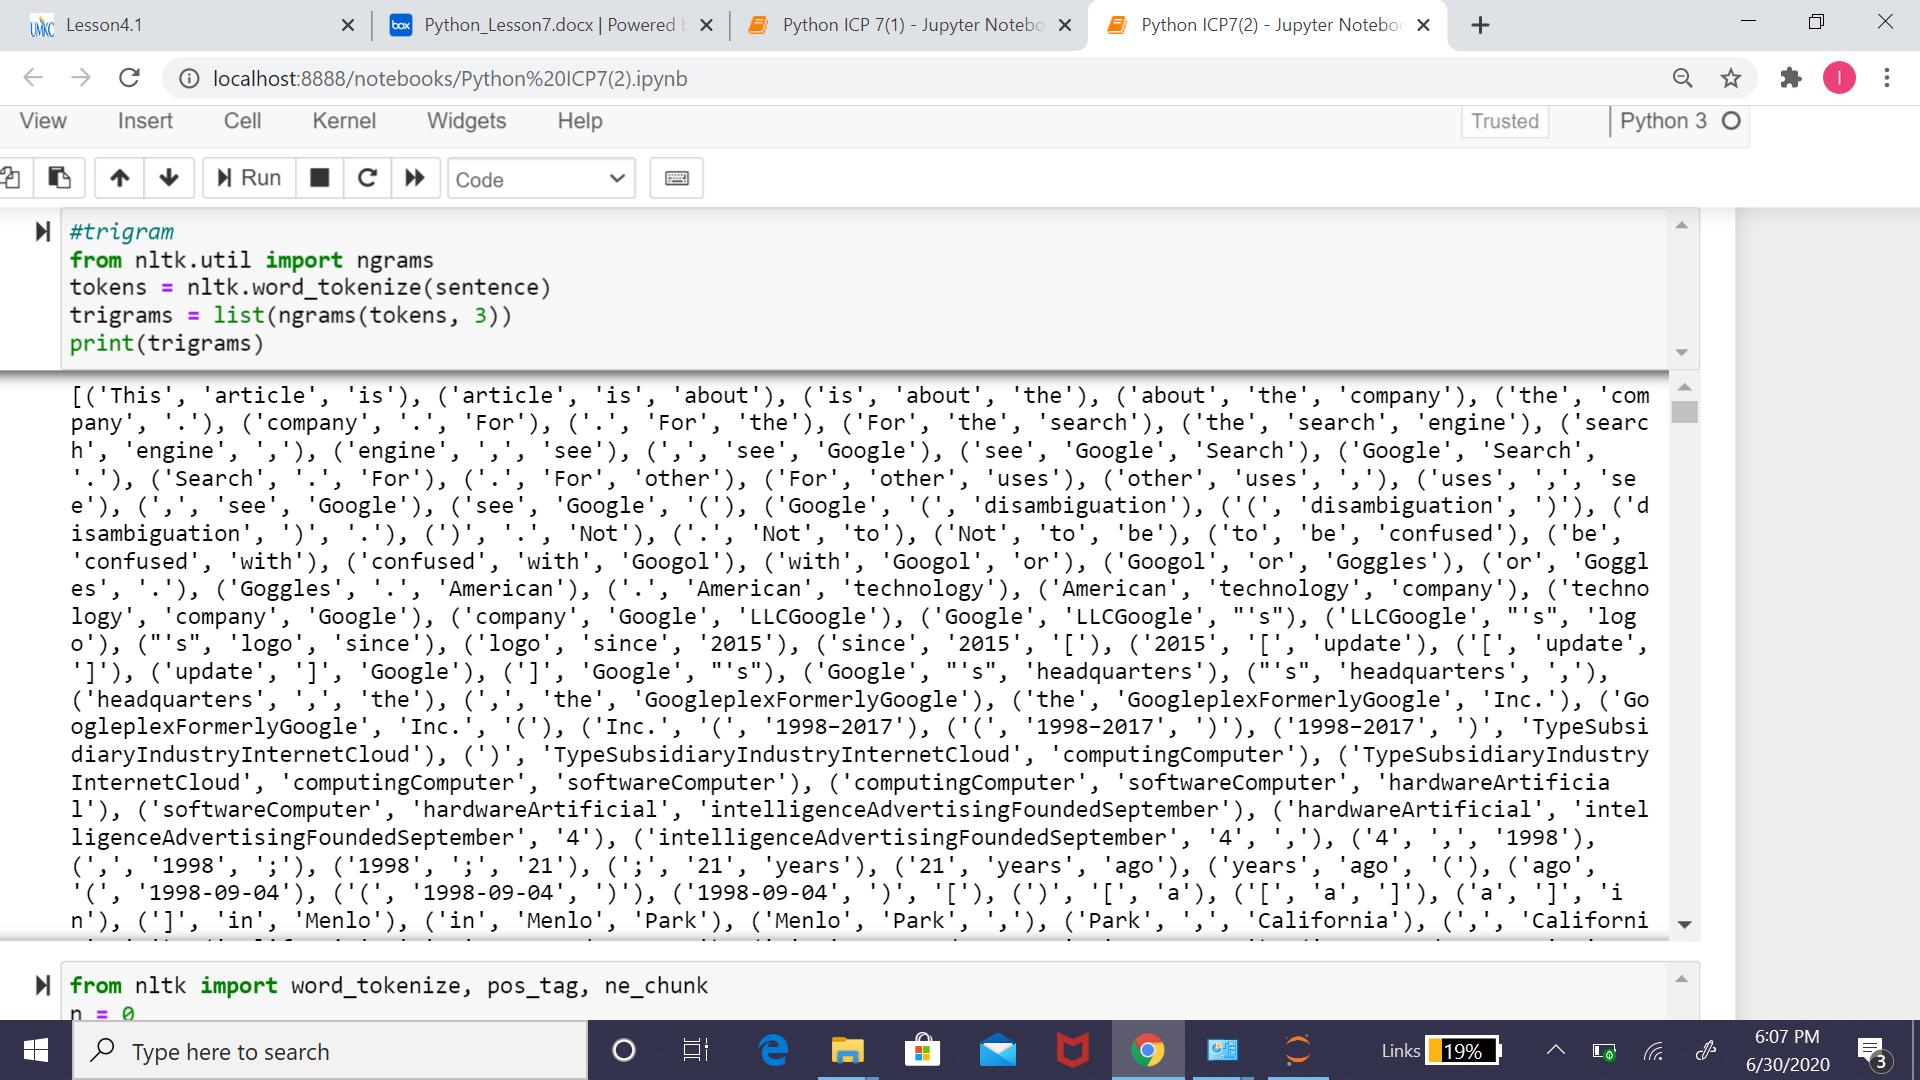 Lesson4.1
Python_Lesson7.docx | Powered b
Python ICP 7(1) - Jupyter Notebo
Python ICP7(2) - Jupyter Noteboo
localhost:8888/notebooks/Python%20ICP7(2).ipynb
View Insert Cell Kernel Widgets Help Trusted Python 3
Run Code
#trigram
from nltk.util import ngrams
tokens = nltk.word_tokenize(sentence)
trigrams = list(ngrams(tokens, 3))
print(trigrams)
[('This', 'article', 'is'), ('article', 'is', 'about'), ('is', 'about', 'the'), ('about', 'the', 'company'), ('the', 'com
pany', '.'), ('company', '.', 'For'), ('.', 'For', 'the'), ('For', 'the', 'search'), ('the', 'search', 'engine'), ('searc
h', 'engine', ','), ('engine', ',', 'see'), (',', 'see', 'Google'), ('see', 'Google', 'Search'), ('Google', 'Search',
'.'), ('Search', '.', 'For'), ('.', 'For', 'other'), ('For', 'other', 'uses'), ('other', 'uses', ','), ('uses', ',', 'se
e'), (',', 'see', 'Google'), ('see', 'Google', '('), ('Google', '(', 'disambiguation'), ('(', 'disambiguation', ')'), ('d
isambiguation', ')', '.'), (')', '.', 'Not'), ('.', 'Not', 'to'), ('Not', 'to', 'be'), ('to', 'be', 'confused'), ('be',
'confused', 'with'), ('confused', 'with', 'Googol'), ('with', 'Googol', 'or'), ('Googol', 'or', 'Goggles'), ('or', 'Goggl
es', '.'), ('Goggles', '.', 'American'), ('.', 'American', 'technology'), ('American', 'technology', 'company'), ('techno
logy', 'company', 'Google'), ('company', 'Google', 'LLCGoogle'), ('Google', 'LLCGoogle', "'s"), ('LLCGoogle', "'s", 'log
o'), ("'s", 'logo', 'since'), ('logo', 'since', '2015'), ('since', '2015', '['), ('2015', '[', 'update'), ('[', 'update',
']'), ('update', ']', 'Google'), (']', 'Google', "'s"), ('Google', "'s", 'headquarters'), ("'s", 'headquarters', ','),
('headquarters', ',', 'the'), (',', 'the', 'GoogleplexFormerlyGoogle'), ('the', 'GoogleplexFormerlyGoogle', 'Inc.'), ('Go
ogleplexFormerlyGoogle', 'Inc.', '('), ('Inc.', '(', '1998–2017'), ('(', '1998–2017', ')'), ('1998–2017', ')', 'TypeSubsi
diaryIndustryInternetCloud'), (')', 'TypeSubsidiaryIndustryInternetCloud', 'computingComputer'), ('TypeSubsidiaryIndustry
InternetCloud', 'computingComputer', 'softwareComputer'), ('computingComputer', 'softwareComputer', 'hardwareArtificia
l'), ('softwareComputer', 'hardwareArtificial', 'intelligenceAdvertisingFoundedSeptember'), ('hardwareArtificial', 'intel
ligenceAdvertisingFoundedSeptember', '4'), ('intelligenceAdvertisingFoundedSeptember', '4', ','), ('4', ',', '1998'),
(',', '1998', ';'), ('1998', ';', '21'), (';', '21', 'years'), ('21', 'years', 'ago'), ('years', 'ago', '('), ('ago',
'(', '1998-09-04'), ('(', '1998-09-04', ')'), ('1998-09-04', ')', '['), (')', '[', 'a'), ('[', 'a', ']'), ('a', ']', 'i
n'), (']', 'in', 'Menlo'), ('in', 'Menlo', 'Park'), ('Menlo', 'Park', ','), ('Park', ',', 'California'), (',', 'Californi
from nltk import word_tokenize, pos_tag, ne_chunk
n = 0
Type here to search
Links 19%
6:07 PM
6/30/2020
3